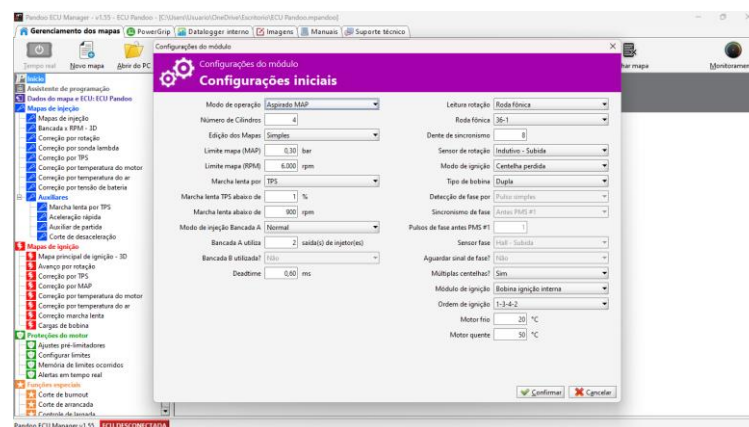 Pandoo ECU Manager - v1.55 - ECU Pandoo - [C:\Users\Usuario\OneDrive\Escritorio\ECU Pandoo.mpandoo]
Gerenciamento dos mapas PowerGrip Datalogger interno Imagens Manuais Suporte técnico
Tempo real Novo mapa Abrir do PC
har mapa Monitoramen
Início
Assistente de programação
Dados do mapa e ECU: ECU Pandoo
Mapas de injeção
Mapas de injeção
Bancada x RPM - 3D
Correção por rotação
Correção por sonda lambda
Correção por TPS
Correção por temperatura do motor
Correção por temperatura do ar
Correção por tensão de bateria
Auxiliares
Marcha lenta por TPS
Aceleração rápida
Auxiliar de partida
Corte de desaceleração
Mapas de ignição
Mapa principal de ignição - 3D
Avanço por rotação
Correção por TPS
Correção por MAP
Correção por temperatura do motor
Correção por temperatura do ar
Correção marcha lenta
Cargas de bobina
Proteções do motor
Ajustes pré-limitadores
Configurar limites
Memória de limites ocorridos
Alertas em tempo real
Funções especiais
Corte de burnout
Corte de arrancada
Controle de largada
Pandoo ECU Manager v1.55 ECU DESCONECTADA
Configurações do módulo
Configurações do módulo
Configurações iniciais
Modo de operação Aspirado MAP
Número de Cilindros 4
Edição dos Mapas Simples
Limite mapa (MAP) 0,30 bar
Limite mapa (RPM) 6.000 rpm
Marcha lenta por TPS
Marcha lenta TPS abaixo de 1 %
Marcha lenta abaixo de 900 rpm
Modo de injeção Bancada A Normal
Bancada A utiliza 2 saída(s) de injetor(es)
Bancada B utilizada? Não
Deadtime 0,60 ms
Leitura rotação Roda fônica
Roda fônica 36-1
Dente de sincronismo 8
Sensor de rotação Indutivo - Subida
Modo de ignição Centelha perdida
Tipo de bobina Dupla
Detecção de fase por Pulso simples
Sincronismo de fase Antes PMS #1
Pulsos de fase antes PMS #1 1
Sensor fase Hall - Subida
Aguardar sinal de fase? Não
Múltiplas centelhas? Sim
Módulo de ignição Bobina ignição interna
Ordem de ignição 1-3-4-2
Motor frio 20 °C
Motor quente 50 °C
Confirmar Cancelar